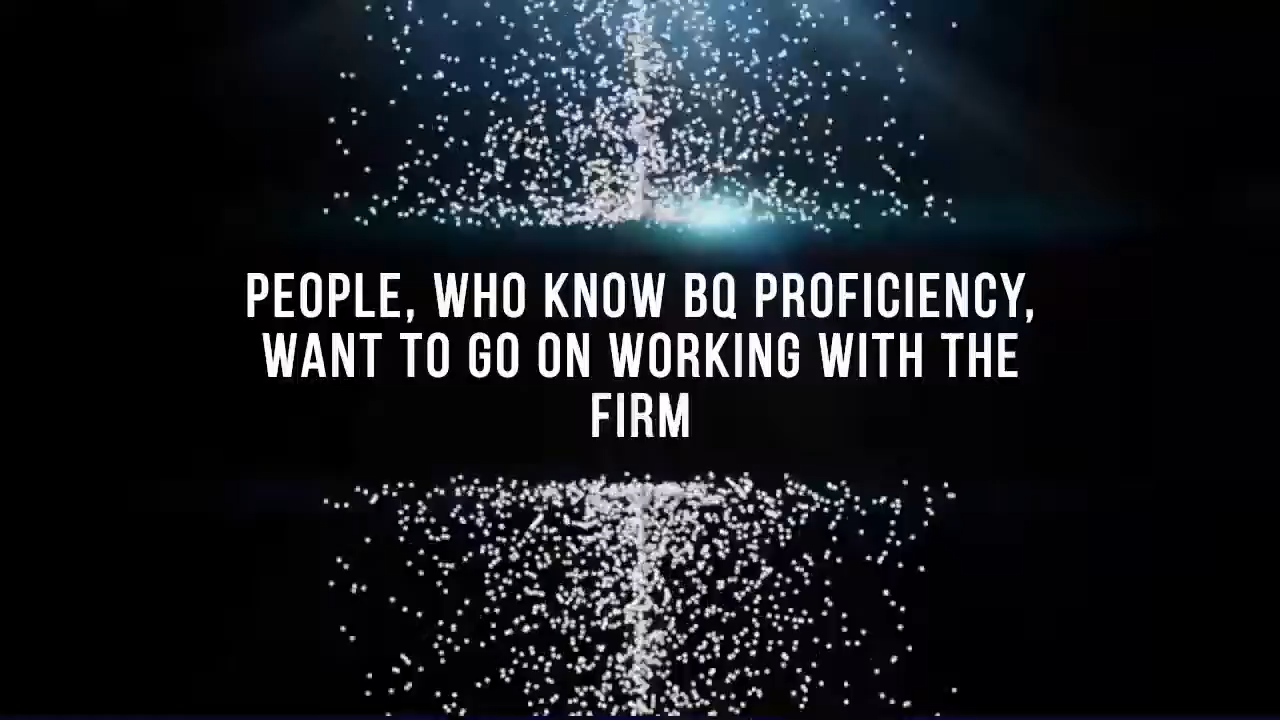 PEOPLE, WHO KNOW BQ PROFICIENCY,
WANT TO GO ON WORKING WITH THE
FIRM